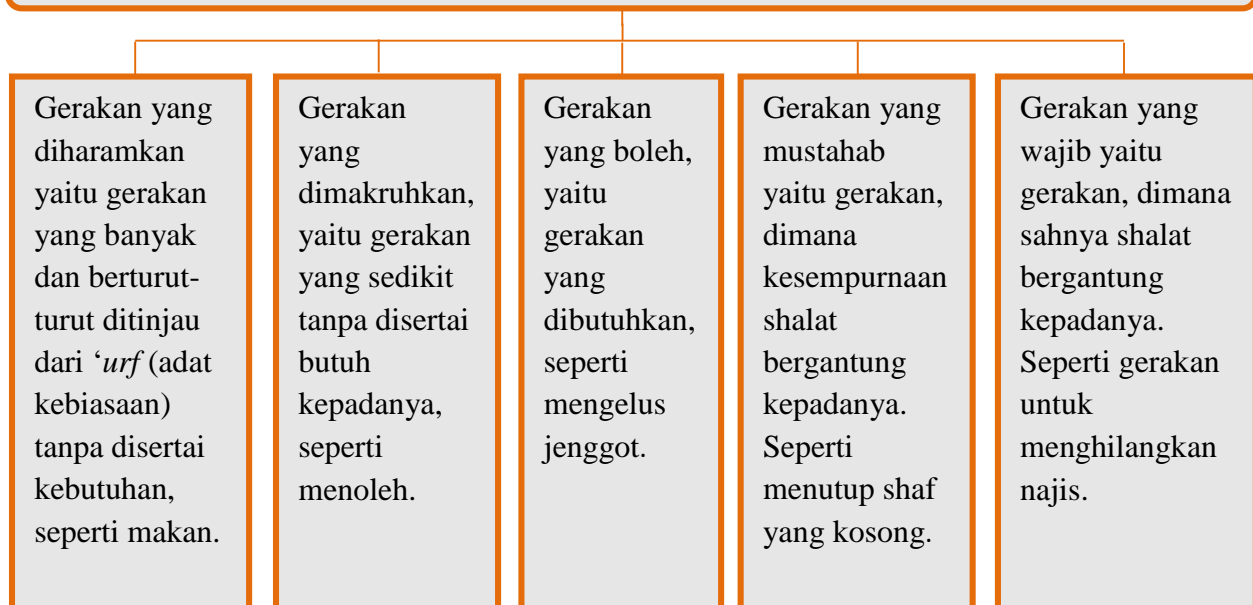 Gerakan yang
diharamkan
yaitu gerakan
yang banyak
dan berturut-
turut ditinjau
dari ‘urf (adat
kebiasaan)
tanpa disertai
kebutuhan,
seperti makan.
Gerakan
yang
dimakruhkan,
yaitu gerakan
yang sedikit
tanpa disertai
butuh
kepadanya,
seperti
menoleh.
Gerakan
yang boleh,
yaitu
gerakan
yang
dibutuhkan,
seperti
mengelus
jenggot.
Gerakan yang
mustahab
yaitu gerakan,
dimana
kesempurnaan
shalat
bergantung
kepadanya.
Seperti
menutup shaf
yang kosong.
Gerakan yang
wajib yaitu
gerakan, dimana
sahnya shalat
bergantung
kepadanya.
Seperti gerakan
untuk
menghilangkan
najis.